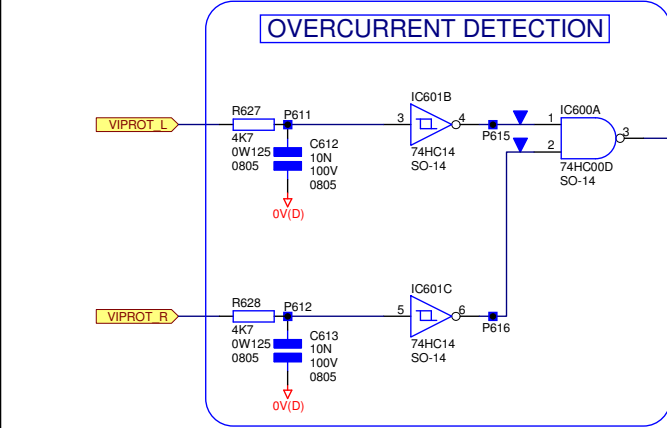 OVERCURRENT DETECTION
VIPROT_L
R627
4K7
0W125
0805
P611
C612
10N
100V
0805
0V(D)
IC601B
3
4
74HC14
SO-14
P615
IC600A
1
2
3
74HC00D
SO-14
VIPROT_R
R628
4K7
0W125
0805
P612
C613
10N
100V
0805
0V(D)
IC601C
5
6
74HC14
SO-14
P616